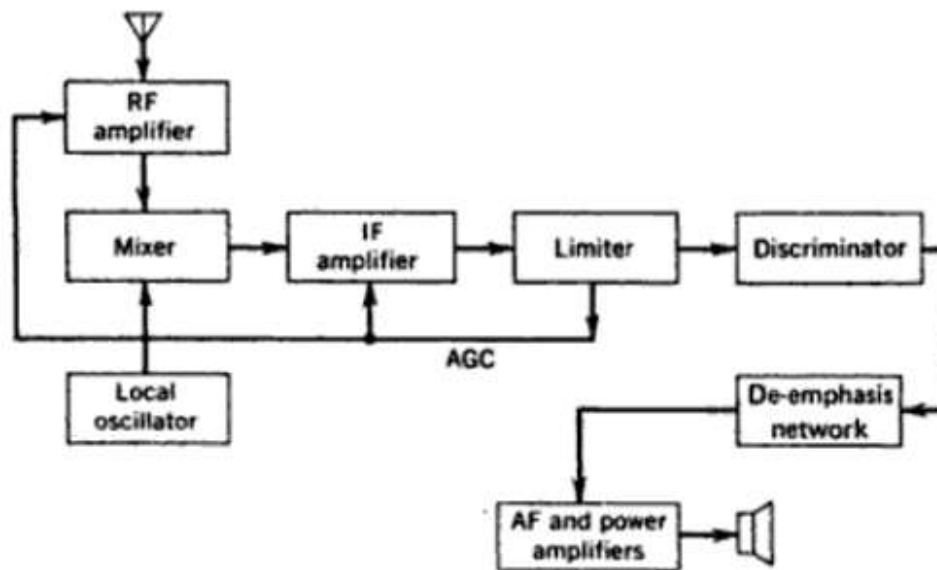 RF
amplifier
Mixer
IF
amplifier
Limiter
Discriminator
AGC
Local
oscillator
De-emphasis
network
AF and power
amplifiers